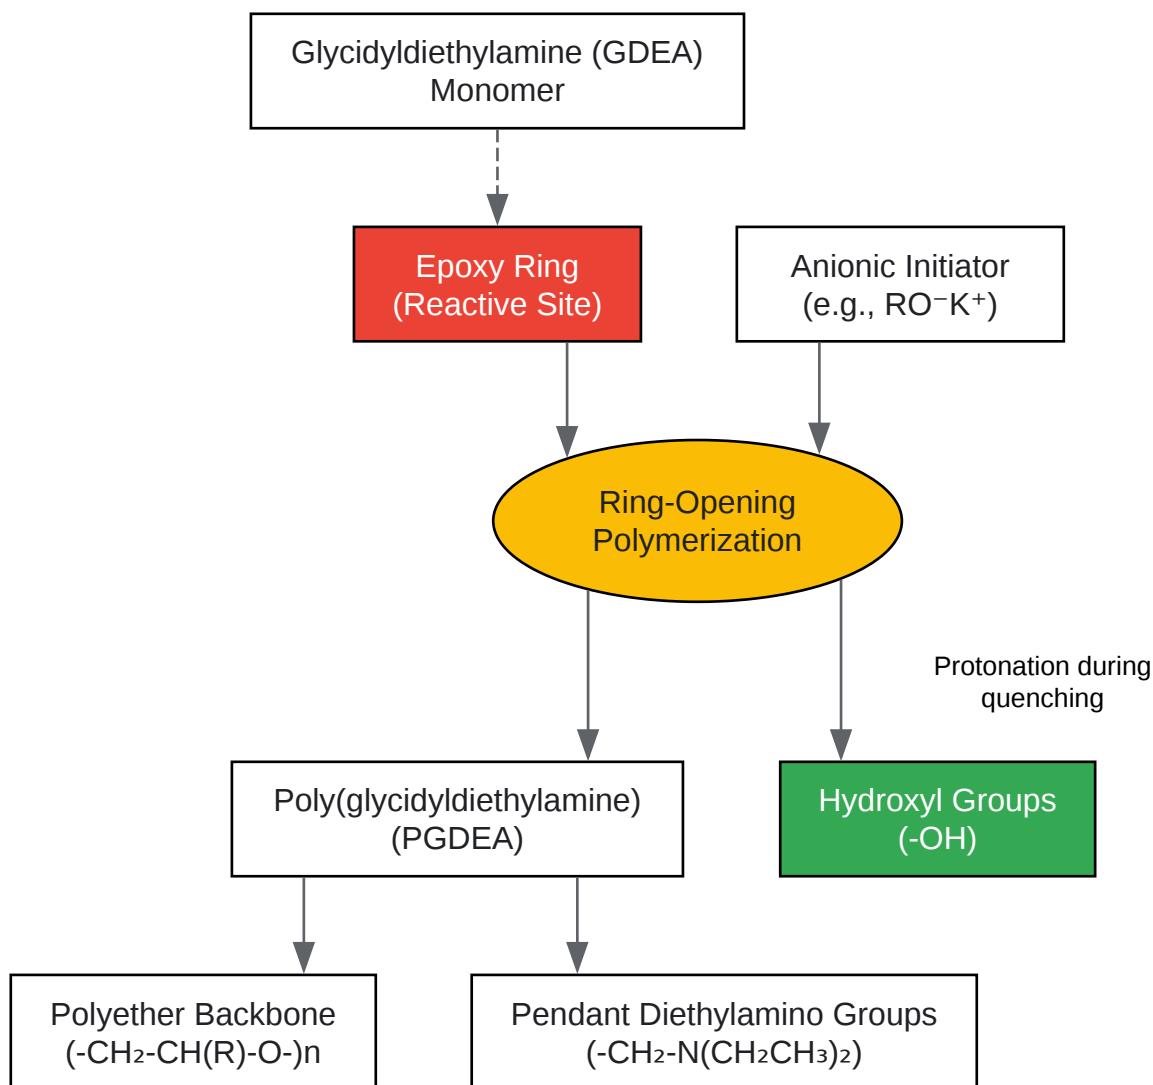 Glycidyldiethylamine (GDEA)
Monomer
Epoxy Ring
(Reactive Site)
Anionic Initiator
(e.g., RO⁻K⁺)
Ring-Opening
Polymerization
Protonation during
quenching
Poly(glycidyldiethylamine)
(PGDEA)
Hydroxyl Groups
(-OH)
Polyether Backbone
(-CH₂-CH(R)-O-)n
Pendant Diethylamino Groups
(-CH₂-N(CH₂CH₃)₂)